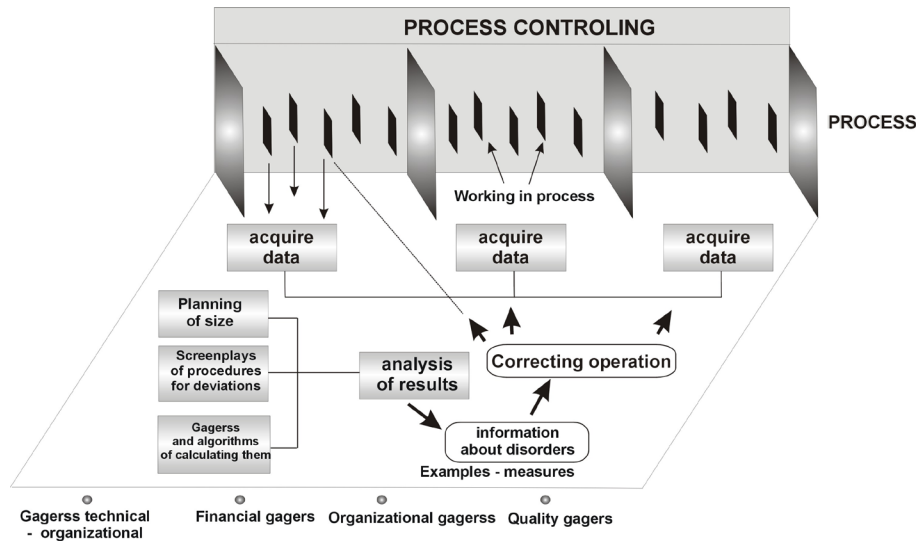 PROCESS CONTROLING
PROCESS
Working in process
acquire
data
acquire
data
acquire
data
Planning
of size
Screenplays
of procedures
for deviations
Gagerss
and algorithms
of calculating them
analysis
of results
Correcting operation
information
about disorders
Examples - measures
Gagerss technical
- organizational
Financial gagers
Organizational gagerss
Quality gagers